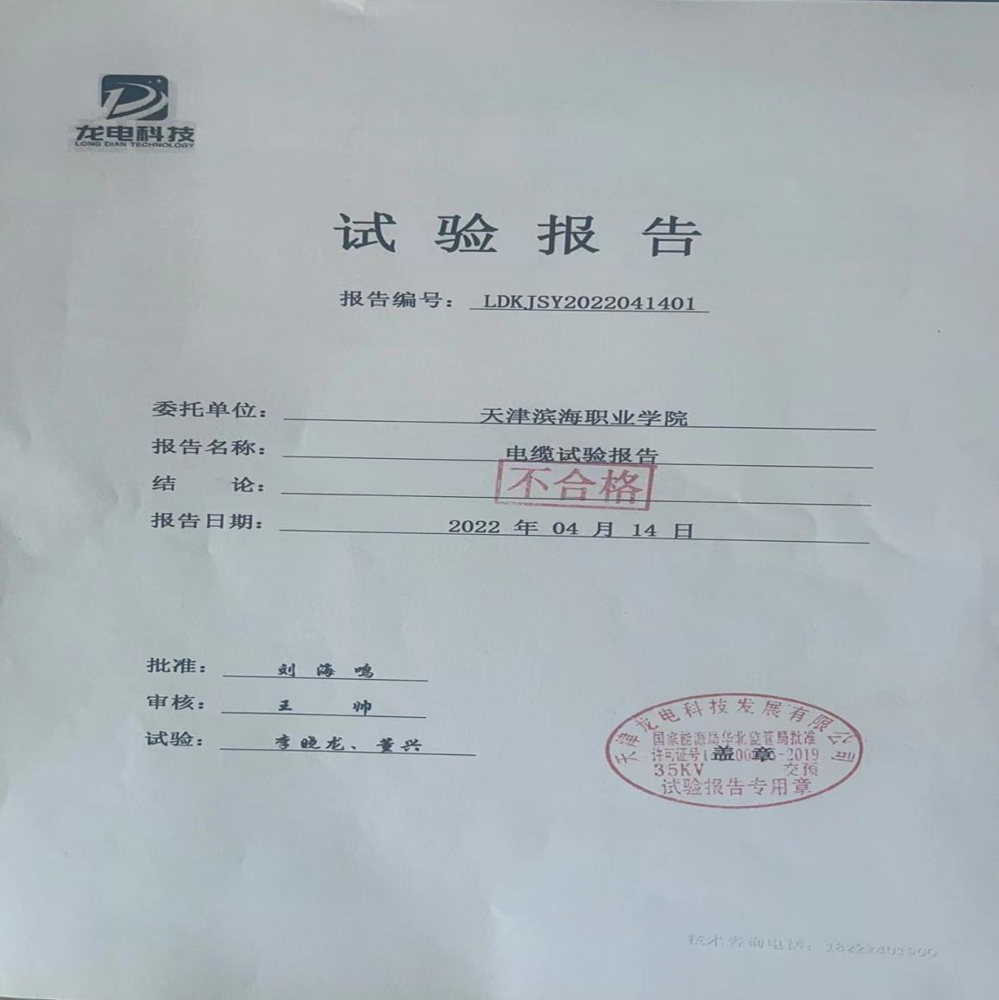 龙电科技
LONG DIAN TECHNOLOGY
试验报告
报告编号： LDKJSY2022041401
委托单位： 天津滨海职业学院
报告名称： 电缆试验报告
结 论： 不合格
报告日期： 2022 年 04 月 14 日
批准： 刘海鸣
审核： 王 帅
试验： 李晓龙、董兴
天津龙电科技发展有限公司
国家能源局华北监管局批准
许可证号 盖 章 -2019
35KV 交预
试验报告专用章
技术咨询电话：